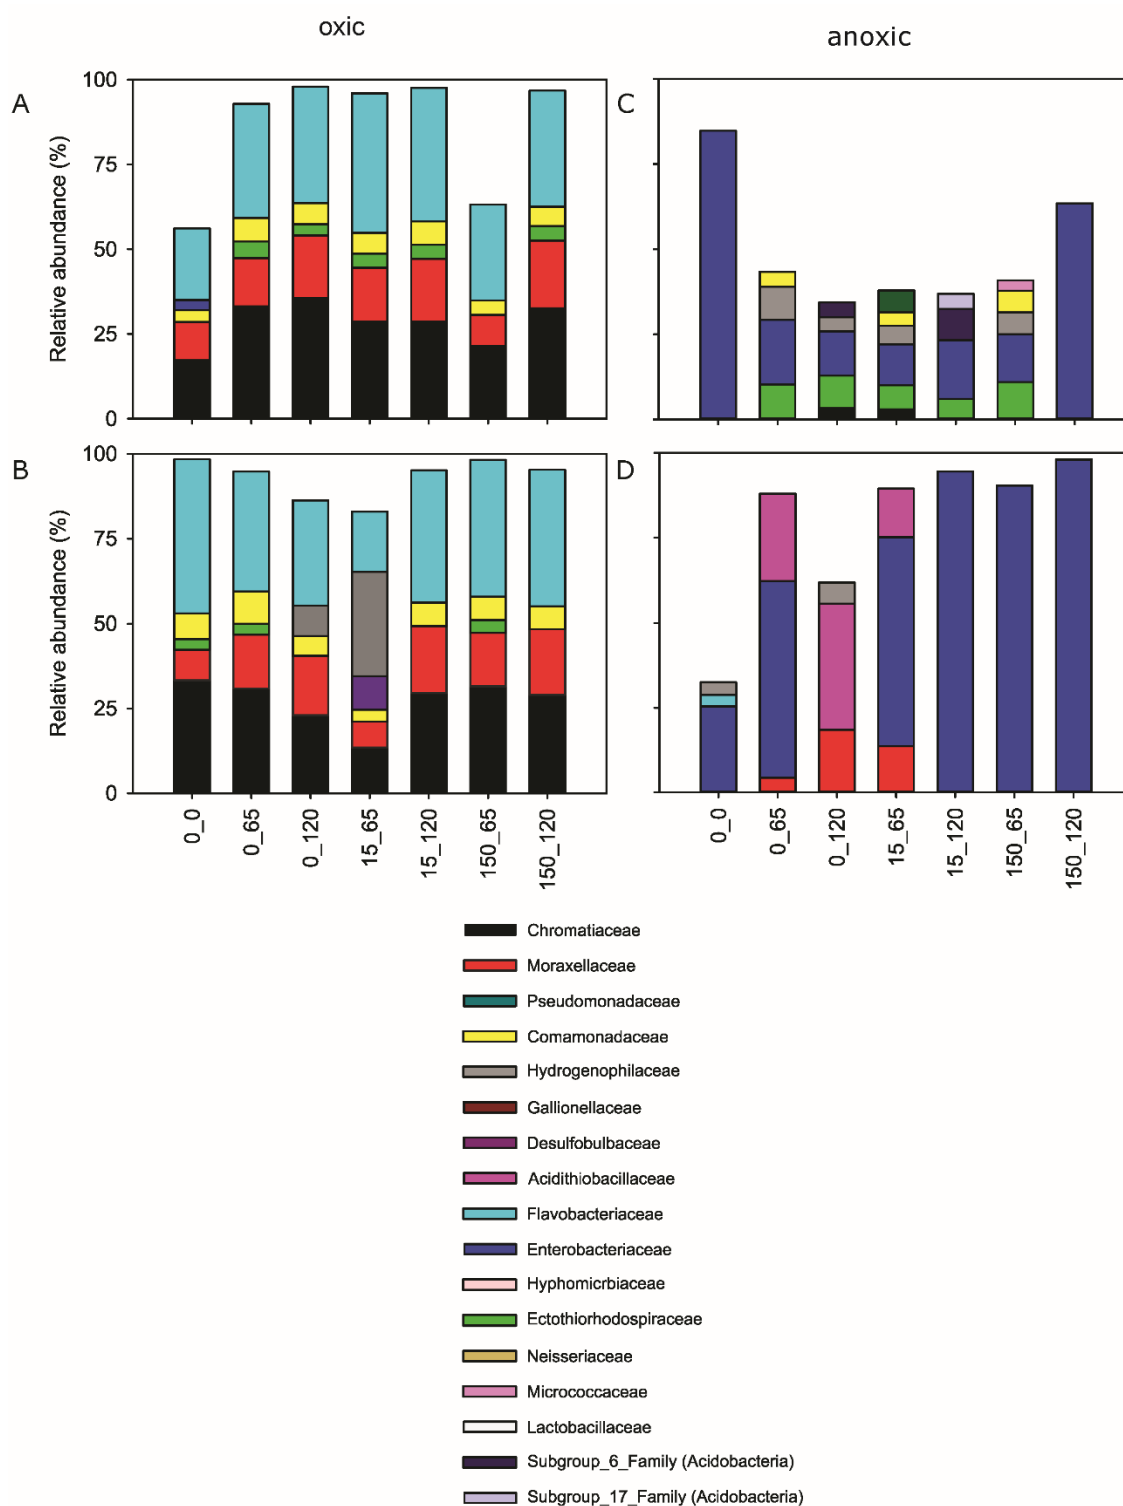 oxic
anoxic
A
Relative abundance (%)
100
75
50
25
0
C
B
Relative abundance (%)
100
75
50
25
0
D
0_0
0_65
0_120
15_65
15_120
150_65
150_120
0_0
0_65
0_120
15_65
15_120
150_65
150_120
Chromatiaceae
Moraxellaceae
Pseudomonadaceae
Comamonadaceae
Hydrogenophilaceae
Gallionellaceae
Desulfobulbaceae
Acidithiobacillaceae
Flavobacteriaceae
Enterobacteriaceae
Hyphomicrbiaceae
Ectothiorhodospiraceae
Neisseriaceae
Micrococcaceae
Lactobacillaceae
Subgroup_6_Family (Acidobacteria)
Subgroup_17_Family (Acidobacteria)